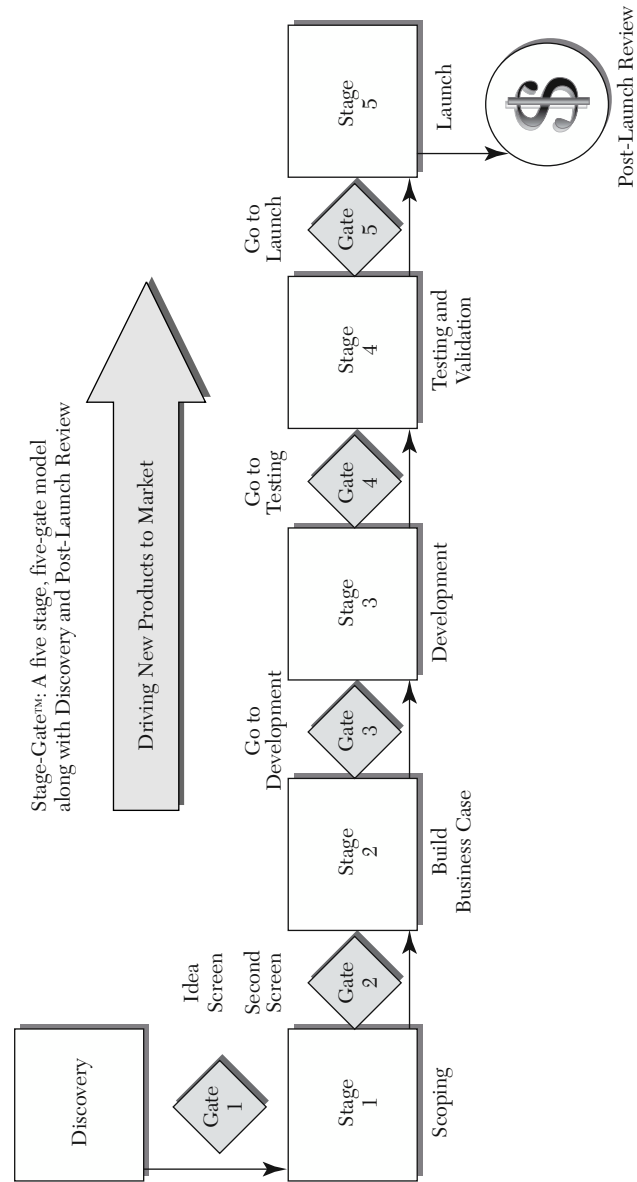 Stage-Gate™: A five stage, five-gate model
along with Discovery and Post-Launch Review
Driving New Products to Market
Discovery
Gate
1
Idea
Screen
Stage
1
Scoping
Second
Screen
Gate
2
Stage
2
Build
Business Case
Go to
Development
Gate
3
Stage
3
Development
Go to
Testing
Gate
4
Stage
4
Testing and
Validation
Go to
Launch
Gate
5
Stage
5
Launch
$
Post-Launch Review